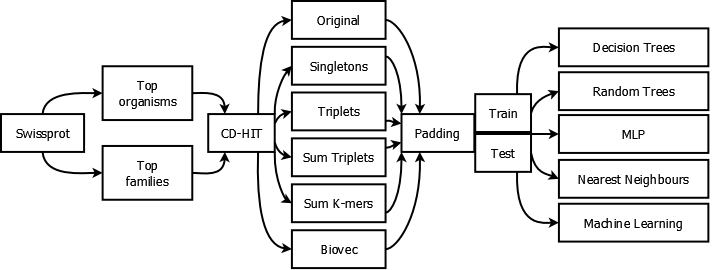 Swissprot
Top
organisms
Top
families
CD-HIT
Original
Singletons
Triplets
Sum Triplets
Sum K-mers
Biovec
Padding
Train
Test
Decision Trees
Random Trees
MLP
Nearest Neighbours
Machine Learning